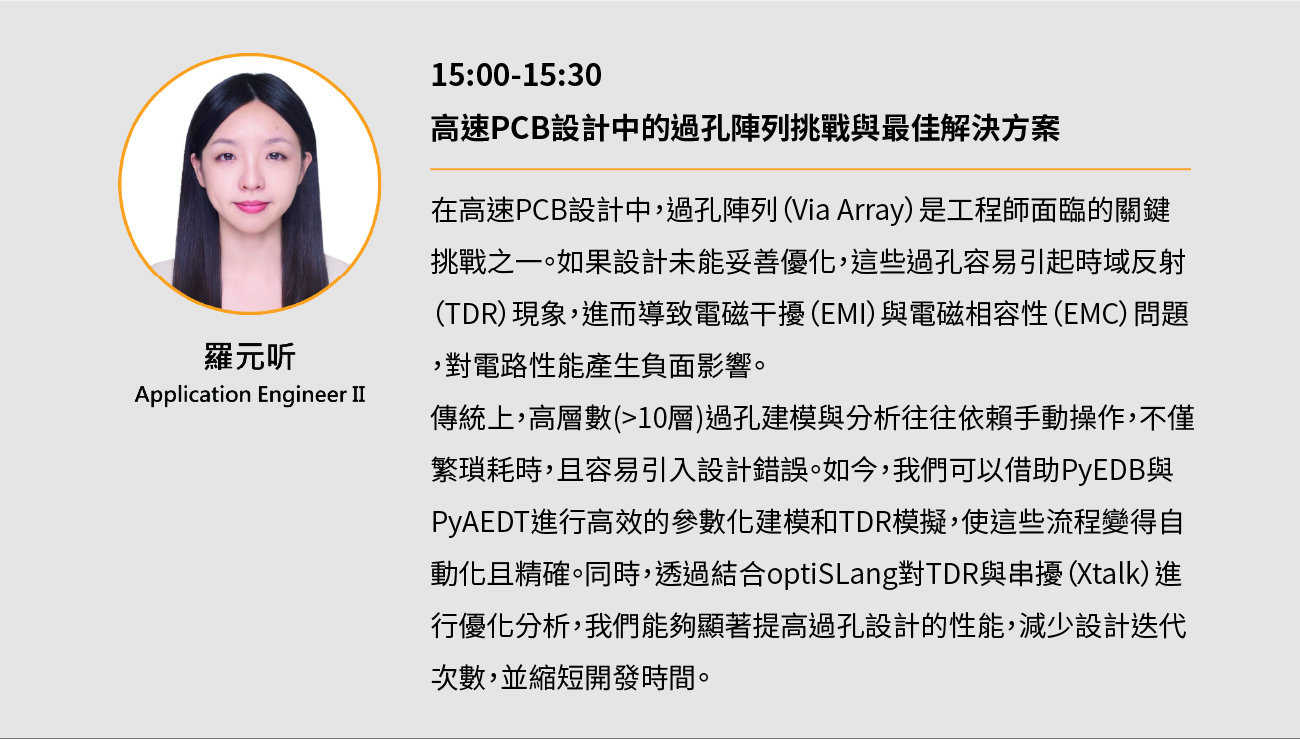 15:00-15:30
高速PCB設計中的過孔陣列挑戰與最佳解決方案
在高速PCB設計中,過孔陣列(Via Array)是工程師面臨的關鍵
挑戰之一。如果設計未能妥善優化,這些過孔容易引起時域反射
(TDR)現象,進而導致電磁干擾(EMI)與電磁相容性(EMC)問題
,對電路性能產生負面影響。
傳統上,高層數(>10層)過孔建模與分析往往依賴手動操作,不僅
繁瑣耗時,且容易引入設計錯誤。如今,我們可以借助PyEDB與
PyAEDT進行高效的參數化建模和TDR模擬,使這些流程變得自
動化且精確。同時,透過結合optiSLang對TDR與串擾(Xtalk)進
行優化分析,我們能夠顯著提高過孔設計的性能,減少設計迭代
次數,並縮短開發時間。
羅元听
Application Engineer II